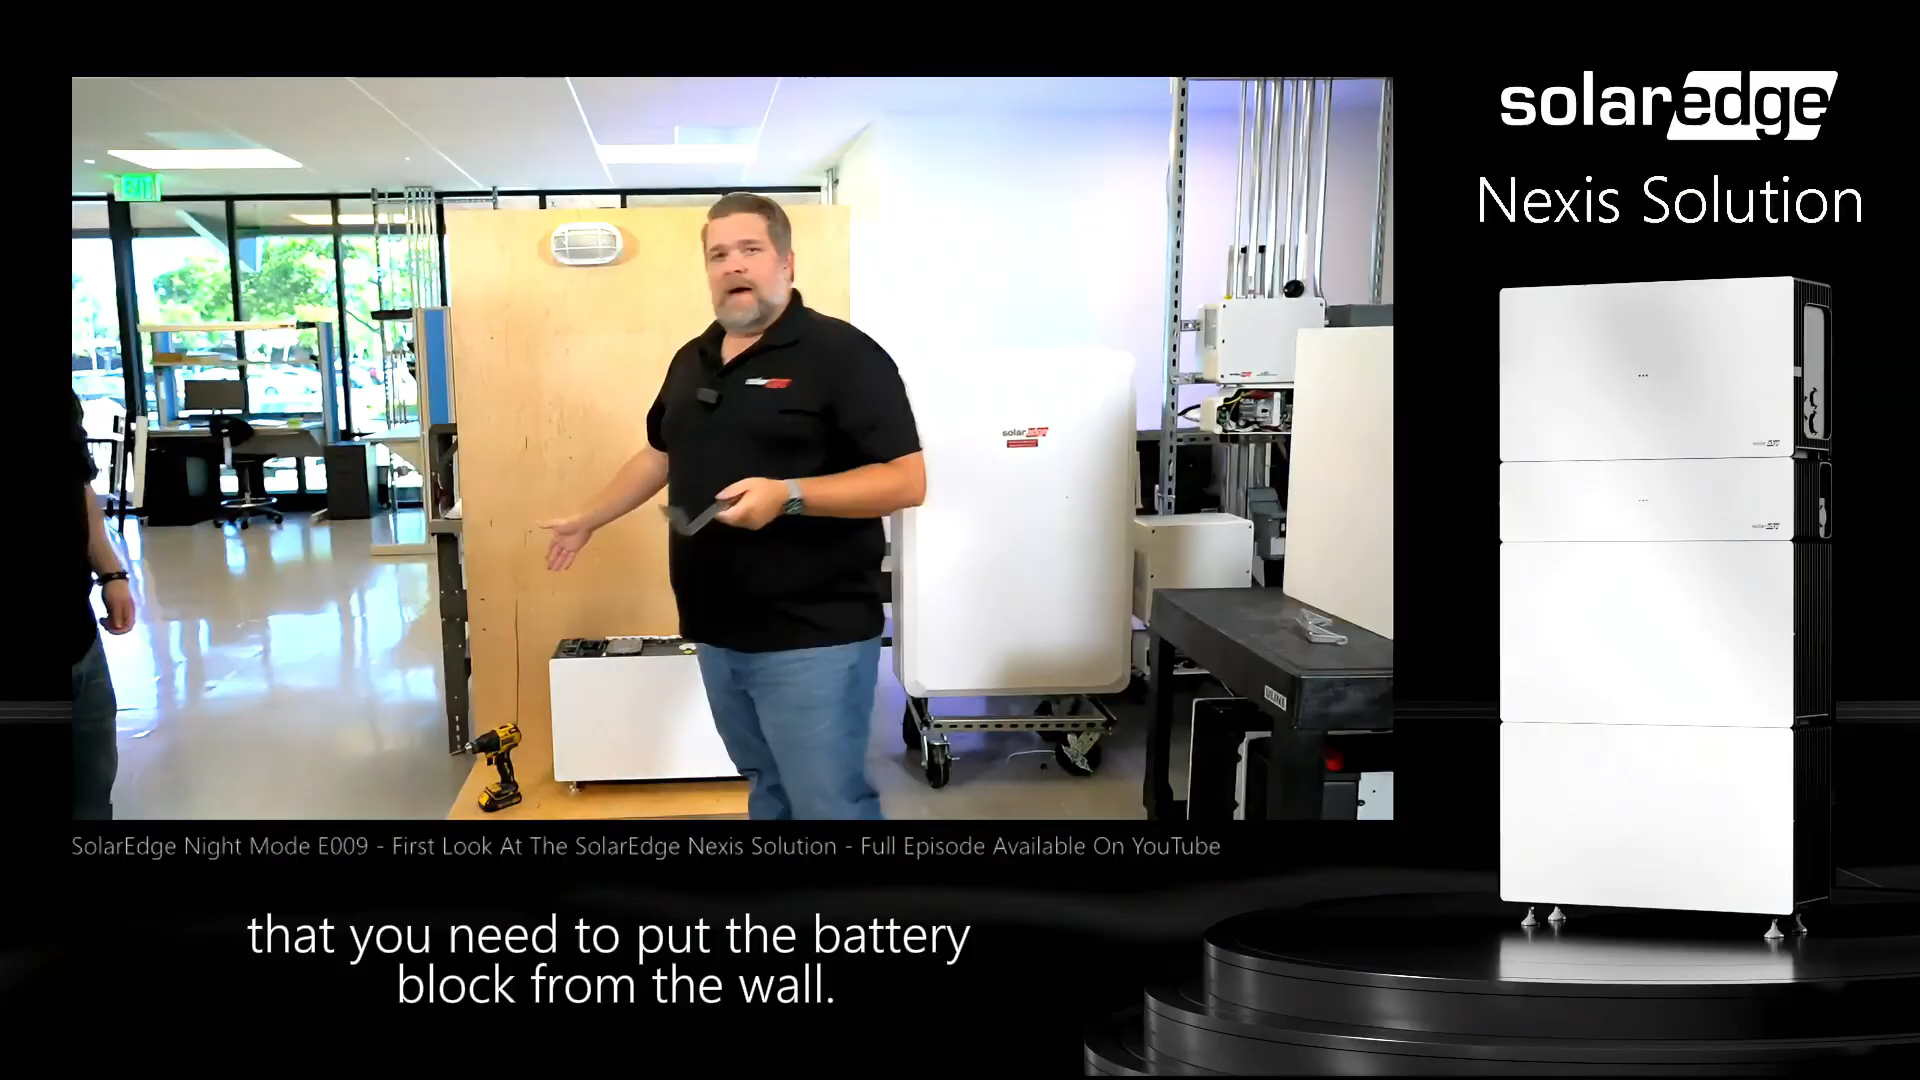 solaredge
Nexis Solution
EXIT
solaredge
SolarEdge Night Mode E009 - First Look At The SolarEdge Nexis Solution - Full Episode Available On YouTube
that you need to put the battery
block from the wall.